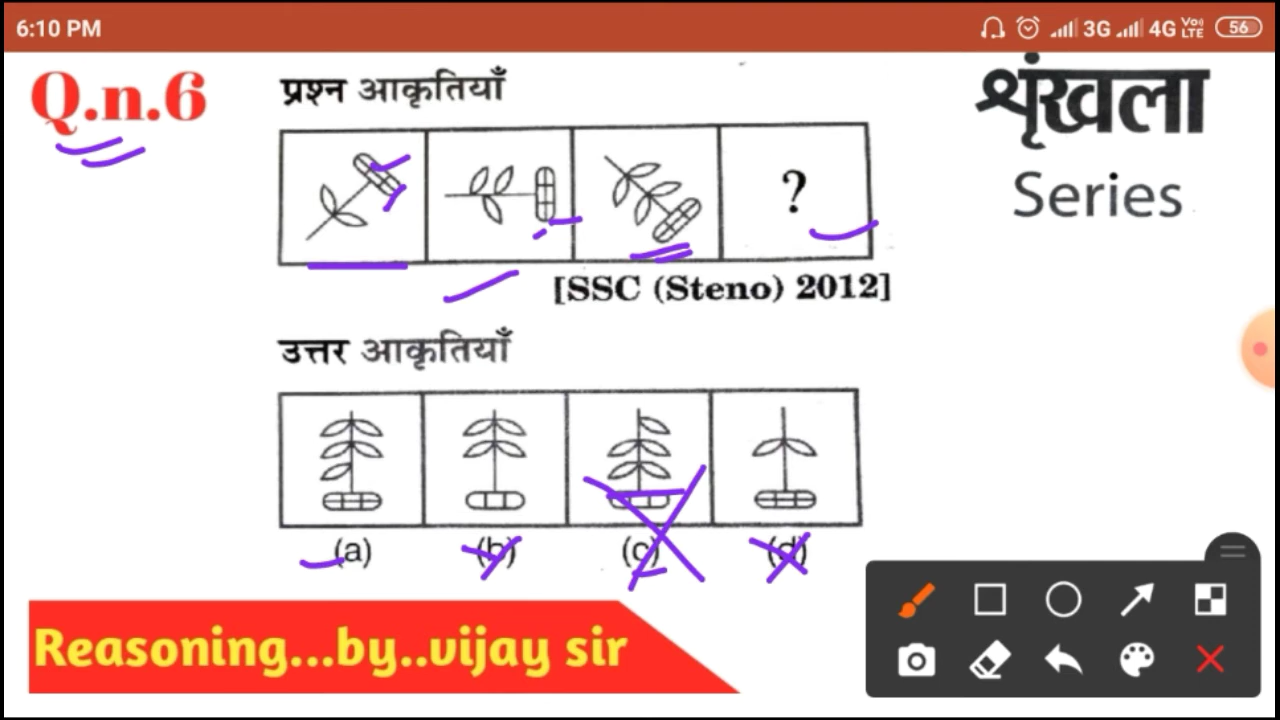 6:10 PM
3G 4G VoLTE 56
Q.n.6
प्रश्न आकृतियाँ
श्रृंखला
Series
?
[SSC (Steno) 2012]
उत्तर आकृतियाँ
(a) (b) (c) (d)
Reasoning...by..vijay sir